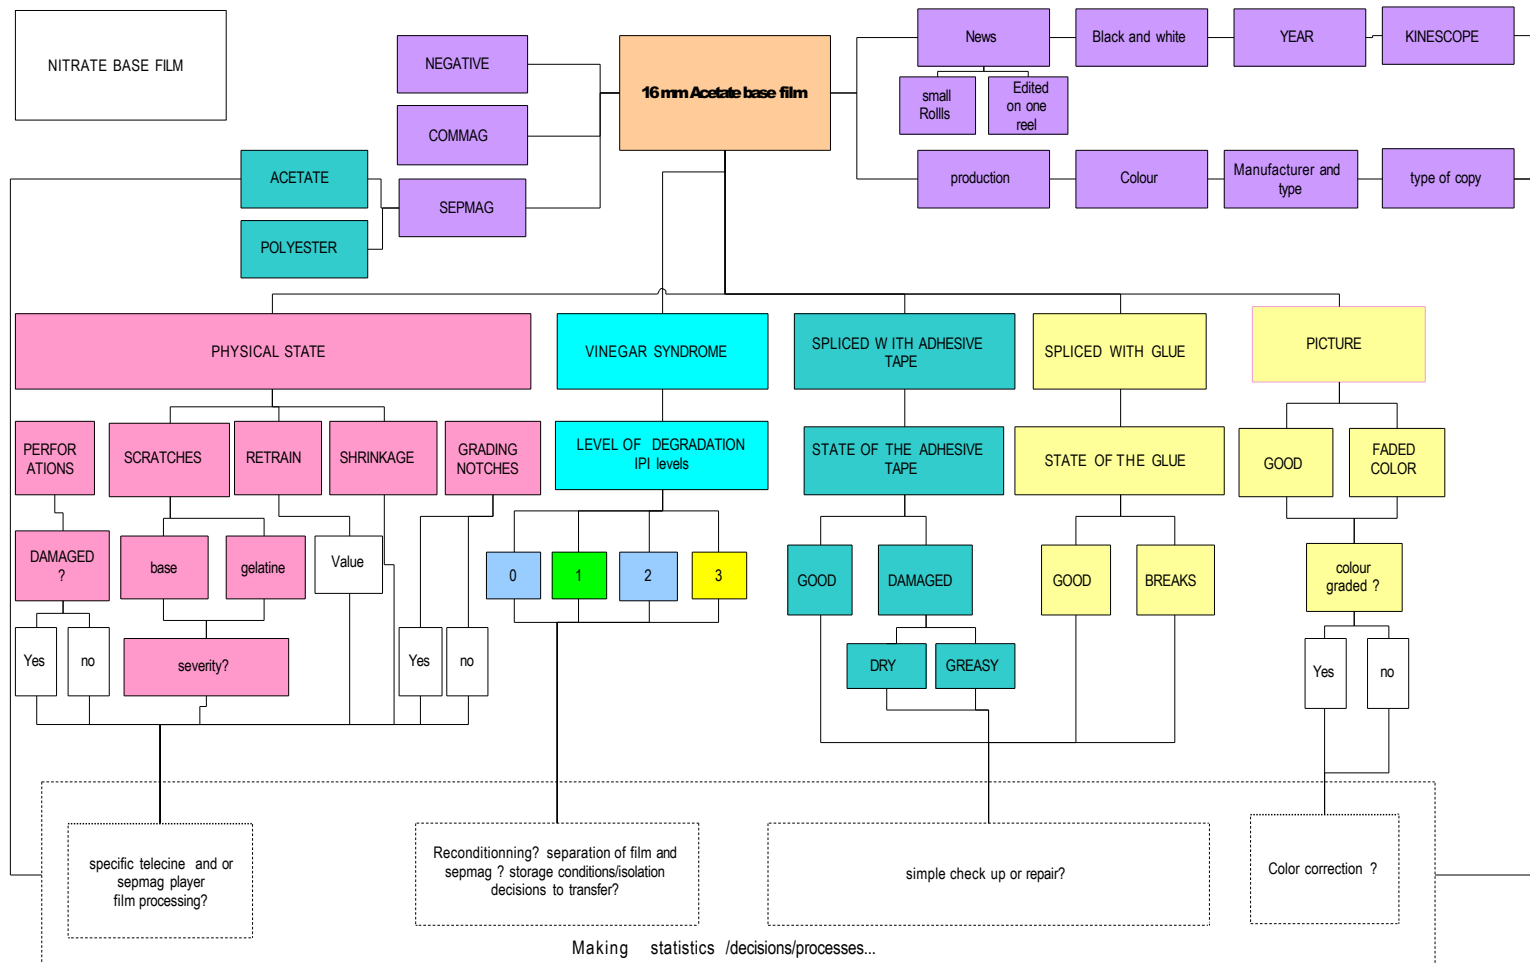 NITRATE BASE FILM
NEGATIVE
COMMAG
SEPMAG
ACETATE
POLYESTER
16mm Acetate base film
News
Black and white
YEAR
KINESCOPE
small
Rollls
Edited
on one
reel
production
Colour
Manufacturer and
type
type of copy
PHYSICAL STATE
VINEGAR SYNDROME
SPLICED W ITH ADHESIVE
TAPE
SPLICED WITH GLUE
PICTURE
PERFOR
ATIONS
SCRATCHES
RETRAIN
SHRINKAGE
GRADING
NOTCHES
LEVEL OF DEGRADATION
IPI levels
STATE OF THE ADHESIVE
TAPE
STATE OF THE GLUE
GOOD
FADED
COLOR
DAMAGED
?
base
gelatine
Value
0
1
2
3
GOOD
DAMAGED
GOOD
BREAKS
colour
graded ?
Yes
no
severity?
Yes
no
DRY
GREASY
Yes
no
specific telecine and or
sepmag player
film processing?
Reconditionning? separation of film and
sepmag ? storage conditions/isolation
decisions to transfer?
simple check up or repair?
Color correction ?
Making statistics /decisions/processes...